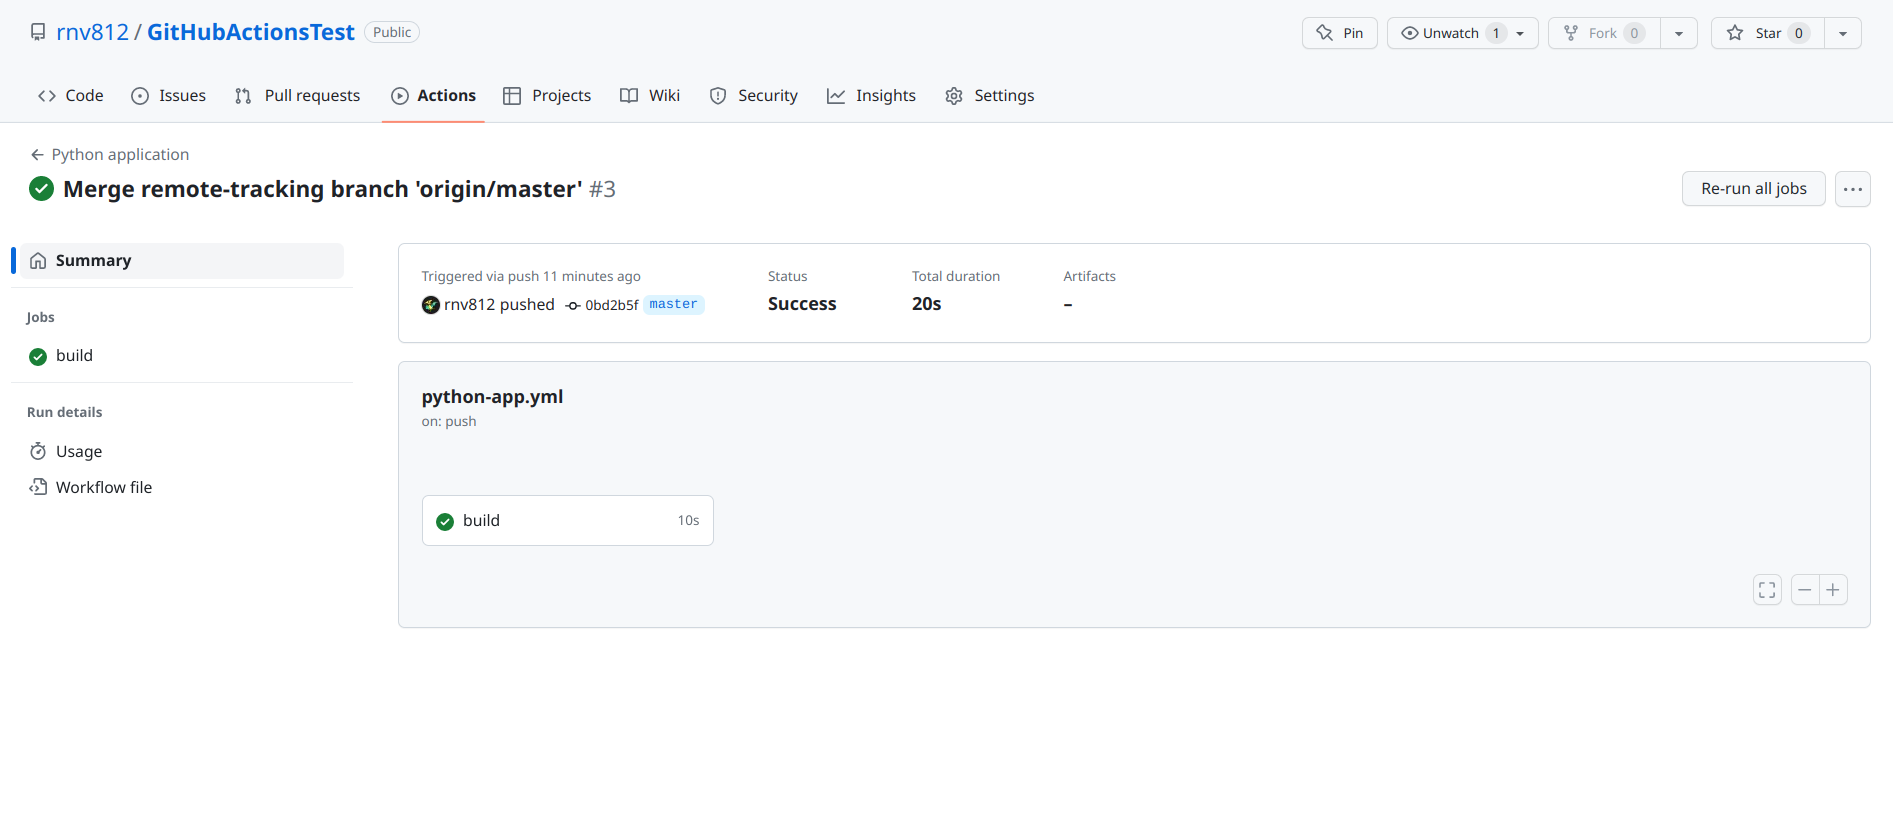 rnv812 / GitHubActionsTest Public
Pin Unwatch 1 Fork 0 Star 0
Code Issues Pull requests Actions Projects Wiki Security Insights Settings
← Python application
Merge remote-tracking branch 'origin/master' #3
Re-run all jobs ...
Summary
Jobs
build
Run details
Usage
Workflow file
Triggered via push 11 minutes ago
rnv812 pushed 0bd2b5f master
Status
Success
Total duration
20s
Artifacts
–
python-app.yml
on: push
build 10s